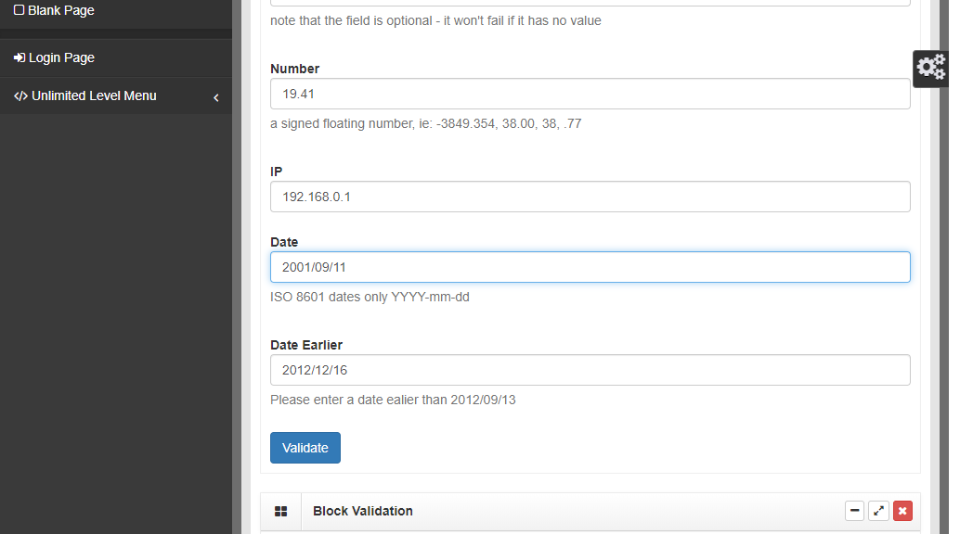 Blank Page
Login Page
</> Unlimited Level Menu
note that the field is optional - it won't fail if it has no value
Number
19.41
a signed floating number, ie: -3849.354, 38.00, 38, .77
IP
192.168.0.1
Date
2001/09/11
ISO 8601 dates only YYYY-mm-dd
Date Earlier
2012/12/16
Please enter a date ealier than 2012/09/13
Validate
Block Validation